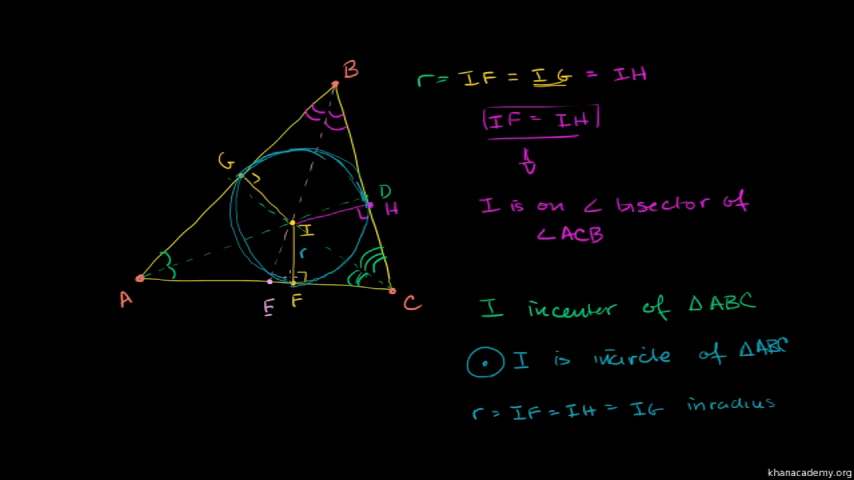 B
r = IF = IG = IH
IF = IH
G
D
H
I is on ∠ bisector of
∠ACB
I
r
A
E
F
C
I incenter of △ABC
⊙ I is incircle of △ABC
r = IF = IH = IG inradius
khanacademy.org